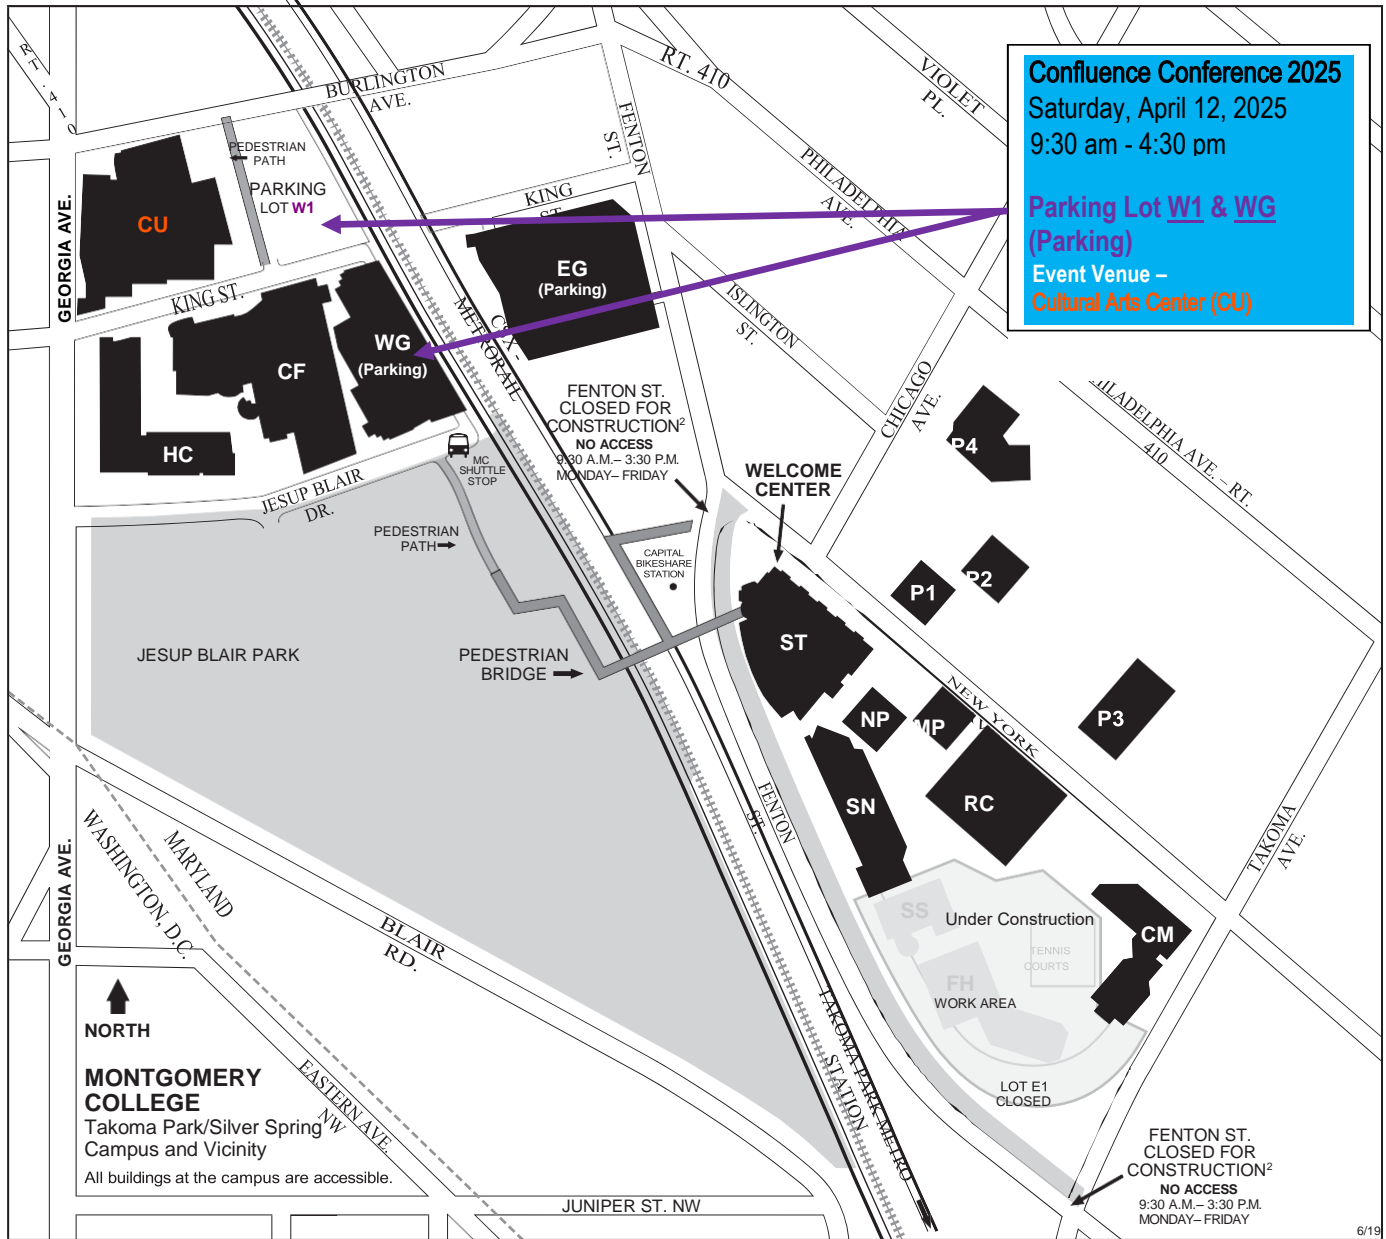 RT. 410
BURLINGTON
AVE.
RT. 410
VIOLET
PL.
FENTON
ST.
PHILADELPHIA
AVE.
Confluence Conference 2025
Saturday, April 12, 2025
9:30 am - 4:30 pm
Parking Lot W1 & WG
(Parking)
Event Venue –
Cultural Arts Center (CU)
PEDESTRIAN
PATH
PARKING
LOT W1
CU
GEORGIA AVE.
KING ST.
KING
ST.
EG
(Parking)
ISLINGTON
ST.
CSX -
METRORAIL
WG
(Parking)
CF
HC
CHICAGO
AVE.
PHILADELPHIA AVE. – RT.
410
FENTON ST.
CLOSED FOR
CONSTRUCTION2
NO ACCESS
9:30 A.M.– 3:30 P.M.
MONDAY– FRIDAY
MC
SHUTTLE
STOP
WELCOME
CENTER
P4
JESUP BLAIR
DR.
PEDESTRIAN
PATH
CAPITAL
BIKESHARE
STATION
P1
P2
ST
JESUP BLAIR PARK
PEDESTRIAN
BRIDGE
NEW YORK
NP
MP
P3
SN
RC
FENTON
ST.
TAKOMA
AVE.
GEORGIA AVE.
MARYLAND
WASHINGTON, D.C.
BLAIR
RD.
SS
Under Construction
TENNIS
COURTS
CM
FH
WORK AREA
LOT E1
CLOSED
TAKOMA PARK METRO
STATION
NORTH
MONTGOMERY
COLLEGE
Takoma Park/Silver Spring
Campus and Vicinity
All buildings at the campus are accessible.
EASTERN AVE.
NW
JUNIPER ST. NW
FENTON ST.
CLOSED FOR
CONSTRUCTION2
NO ACCESS
9:30 A.M.– 3:30 P.M.
MONDAY– FRIDAY
6/19